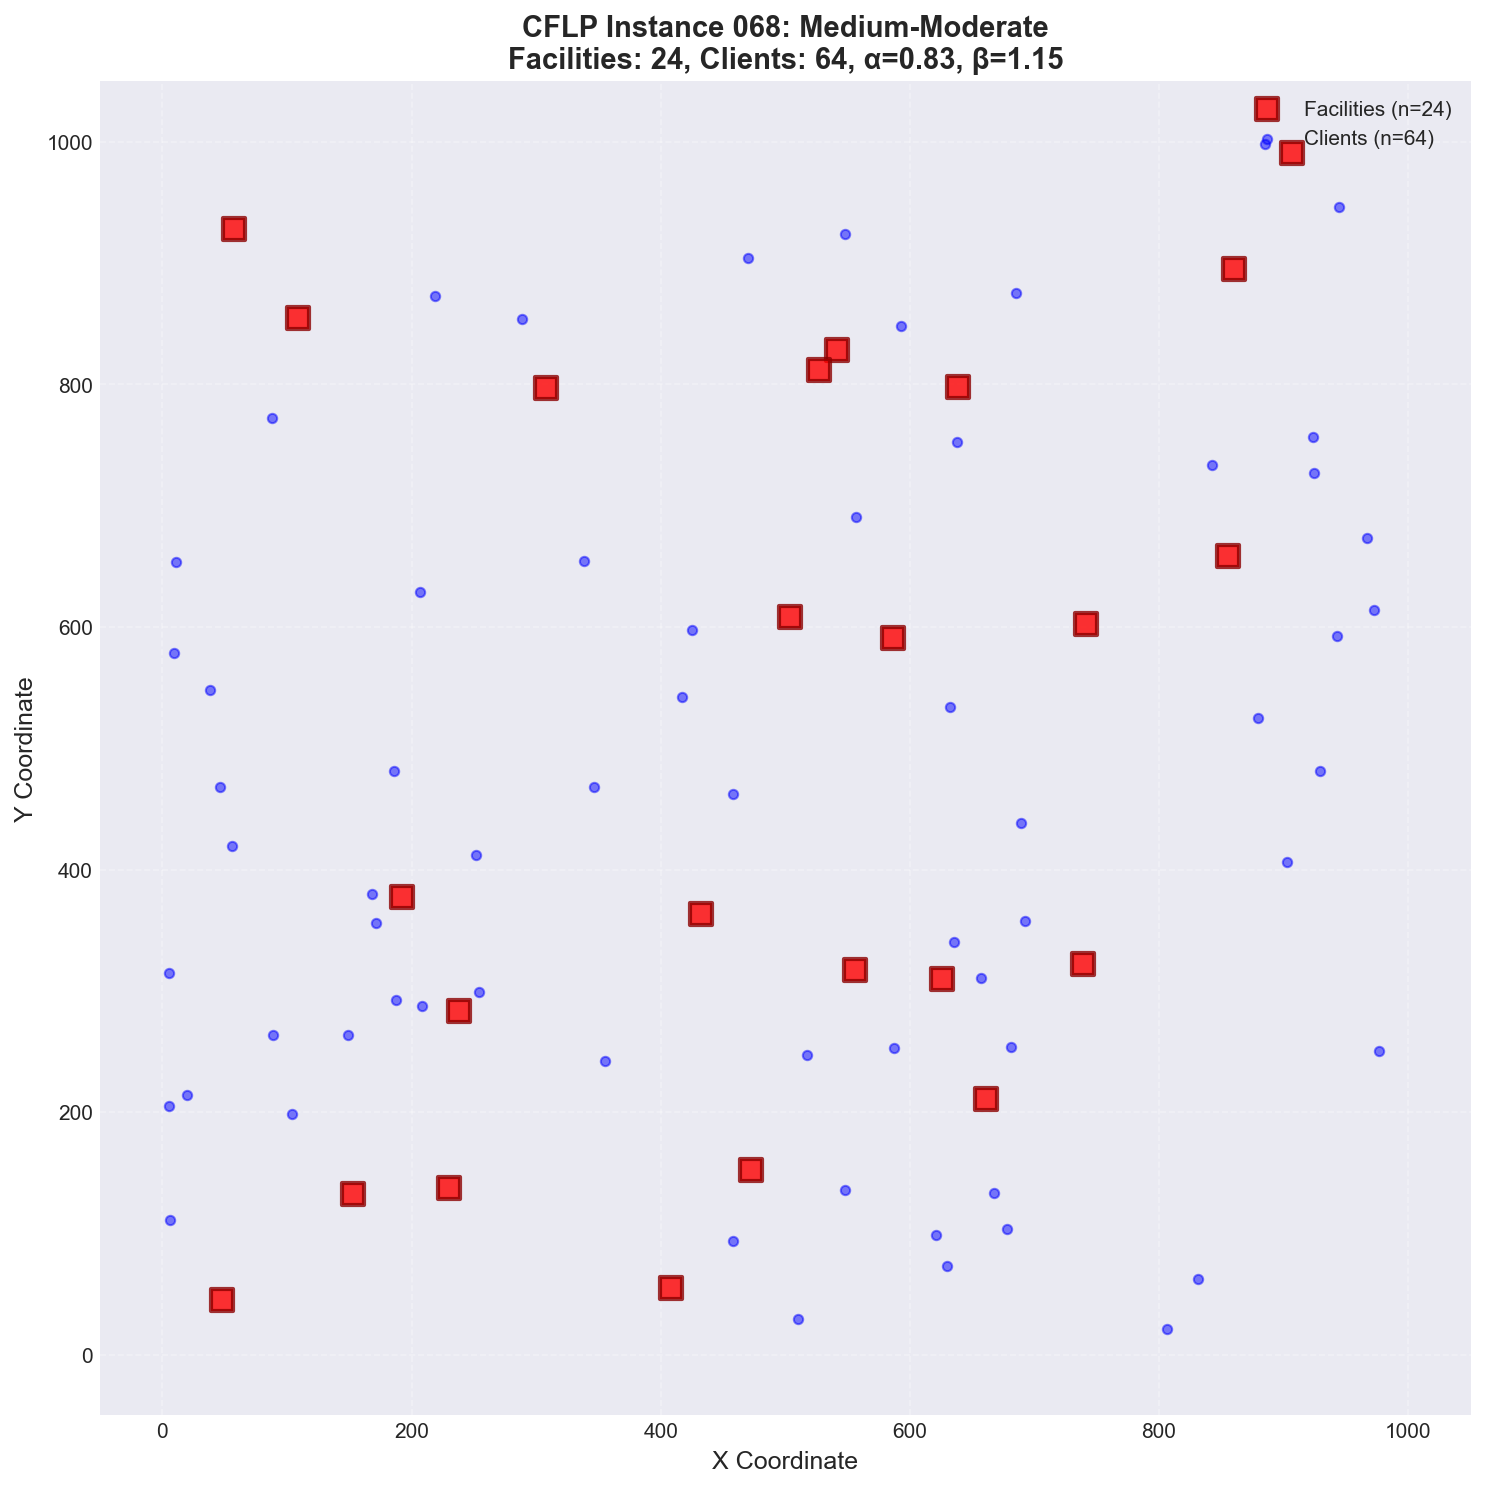 CFLP Instance 068: Medium-Moderate
Facilities: 24, Clients: 64, α=0.83, β=1.15
Facilities (n=24)
Clients (n=64)
1000
800
600
400
200
0
Y Coordinate
0 200 400 600 800 1000
X Coordinate